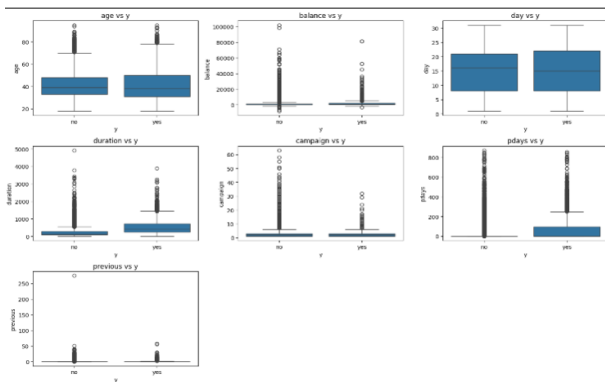 age vs y
balance vs y
day vs y
age
80
60
40
20
no
yes
y
balance
100000
80000
60000
40000
20000
0
no
yes
y
day
30
25
20
15
10
5
0
no
yes
y
duration vs y
campaign vs y
pdays vs y
duration
5000
4000
3000
2000
1000
0
no
yes
y
campaign
60
50
40
30
20
10
0
no
yes
y
pdays
800
600
400
200
0
no
yes
y
previous vs y
previous
250
200
150
100
50
0
no
yes
y